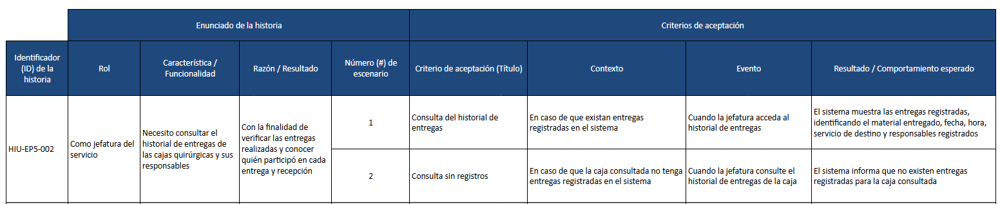 Enunciado de la historia
Criterios de aceptación
Identificador
(ID) de la
historia
Rol
Característica /
Funcionalidad
Razón / Resultado
Número (#) de
escenario
Criterio de aceptación (Título)
Contexto
Evento
Resultado / Comportamiento esperado
HIU-EP5-002
Como jefatura del
servicio
Necesito consultar el
historial de entregas de
las cajas quirúrgicas y sus
responsables
Con la finalidad de
verificar las entregas
realizadas y conocer
quién participó en cada
entrega y recepción
1
Consulta del historial de
entregas
En caso de que existan entregas
registradas en el sistema
Cuando la jefatura acceda al
historial de entregas
El sistema muestra las entregas registradas,
identificando el material entregado, fecha, hora,
servicio de destino y responsables registrados
2
Consulta sin registros
En caso de que la caja consultada no tenga
entregas registradas en el sistema
Cuando la jefatura consulte el
historial de entregas de la caja
El sistema informa que no existen entregas
registradas para la caja consultada